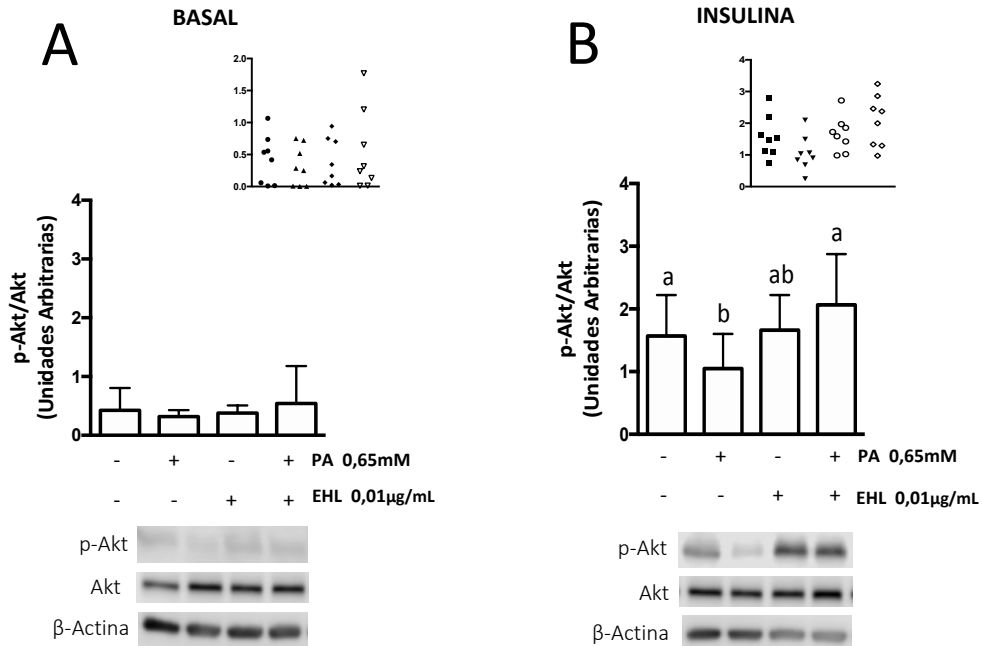 A
BASAL
2.0
1.5
1.0
0.5
0.0
p-Akt/Akt
(Unidades Arbitrarias)
4
3
2
1
0
- + - + PA 0,65mM
- - + + EHL 0,01µg/mL
p-Akt
Akt
β-Actina
B
INSULINA
4
3
2
1
0
p-Akt/Akt
(Unidades Arbitrarias)
4
3
2
1
0
a
b
ab
a
- + - + PA 0,65mM
- - + + EHL 0,01µg/mL
p-Akt
Akt
β-Actina